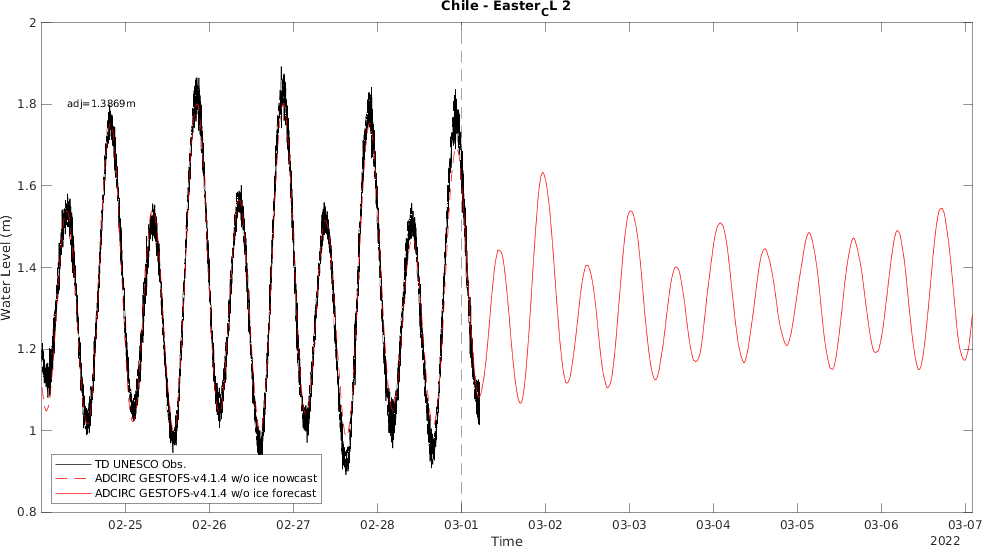 Chile - Easter_CL 2
2
1.8
1.6
1.4
1.2
1
0.8
Water Level (m)
adj=1.3869m
TD UNESCO Obs.
ADCIRC GESTOFS-v4.1.4 w/o ice nowcast
ADCIRC GESTOFS-v4.1.4 w/o ice forecast
02-25 02-26 02-27 02-28 03-01 03-02 03-03 03-04 03-05 03-06 03-07
Time
2022